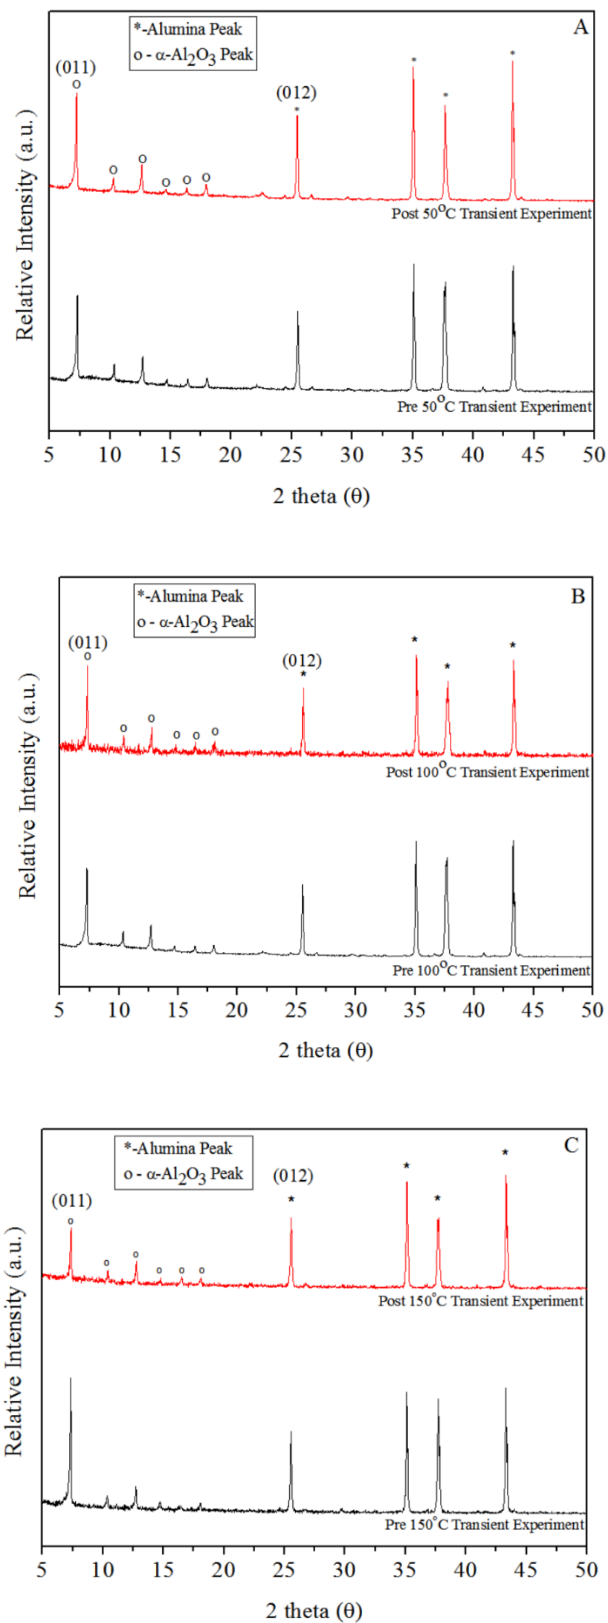 *-Alumina Peak
o - α-Al2O3 Peak
A
(011)
o
o
o
o
o
o
(012)
*
*
*
*
Post 50°C Transient Experiment
Pre 50°C Transient Experiment
Relative Intensity (a.u.)
5 10 15 20 25 30 35 40 45 50
2 theta (θ)
*-Alumina Peak
o - α-Al2O3 Peak
B
(011)
o
o
o
o
o
o
(012)
*
*
*
*
Post 100°C Transient Experiment
Pre 100°C Transient Experiment
Relative Intensity (a.u.)
5 10 15 20 25 30 35 40 45 50
2 theta (θ)
*-Alumina Peak
o - α-Al2O3 Peak
C
(011)
o
o
o
o
o
o
(012)
*
*
*
*
Post 150°C Transient Experiment
Pre 150°C Transient Experiment
Relative Intensity (a.u.)
5 10 15 20 25 30 35 40 45 50
2 theta (θ)